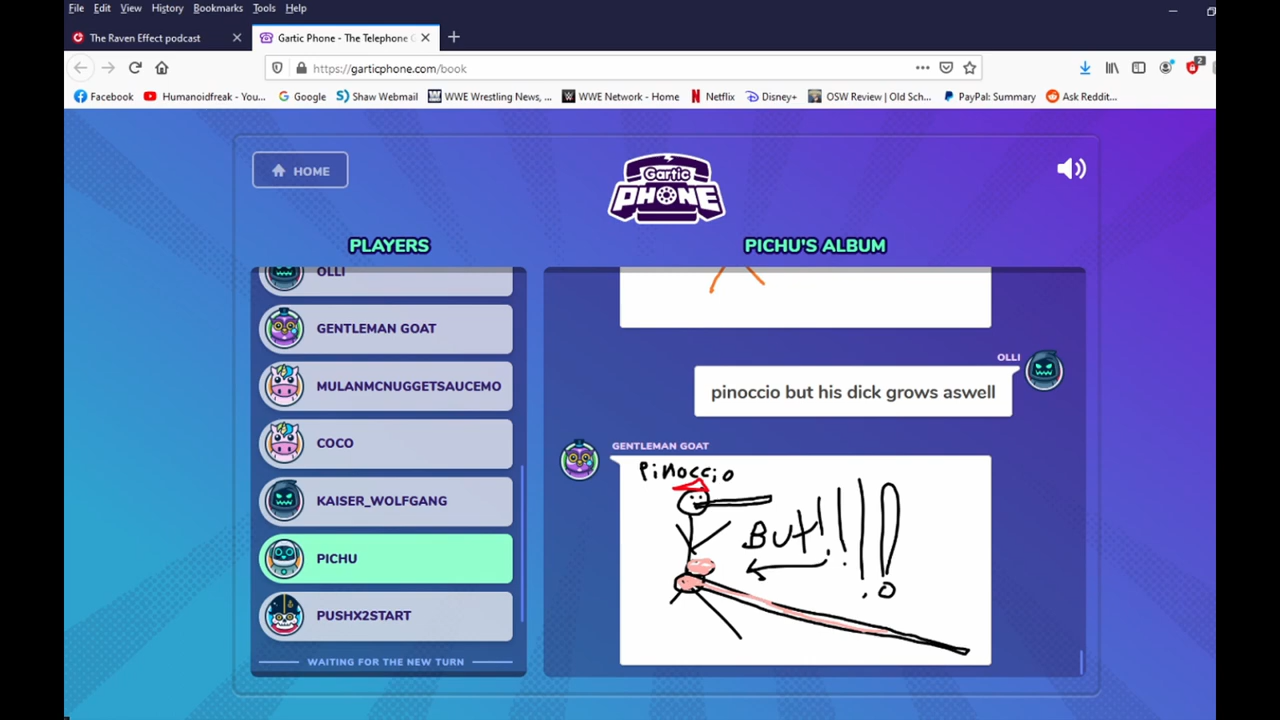 File Edit View History Bookmarks Tools Help
The Raven Effect podcast
Gartic Phone - The Telephone G
https://garticphone.com/book
2
Facebook
Humanoidfreak - You...
Google
Shaw Webmail
WWE Wrestling News, ...
WWE Network - Home
Netflix
Disney+
OSW Review | Old Sch...
PayPal: Summary
Ask Reddit...
HOME
Gartic
PHONE
PLAYERS
PICHU'S ALBUM
OLLI
GENTLEMAN GOAT
MULANMCNUGGETSAUCEMO
COCO
KAISER_WOLFGANG
PICHU
PUSHX2START
WAITING FOR THE NEW TURN
OLLI
pinoccio but his dick grows aswell
GENTLEMAN GOAT
Pinoccio
BUT!!!!